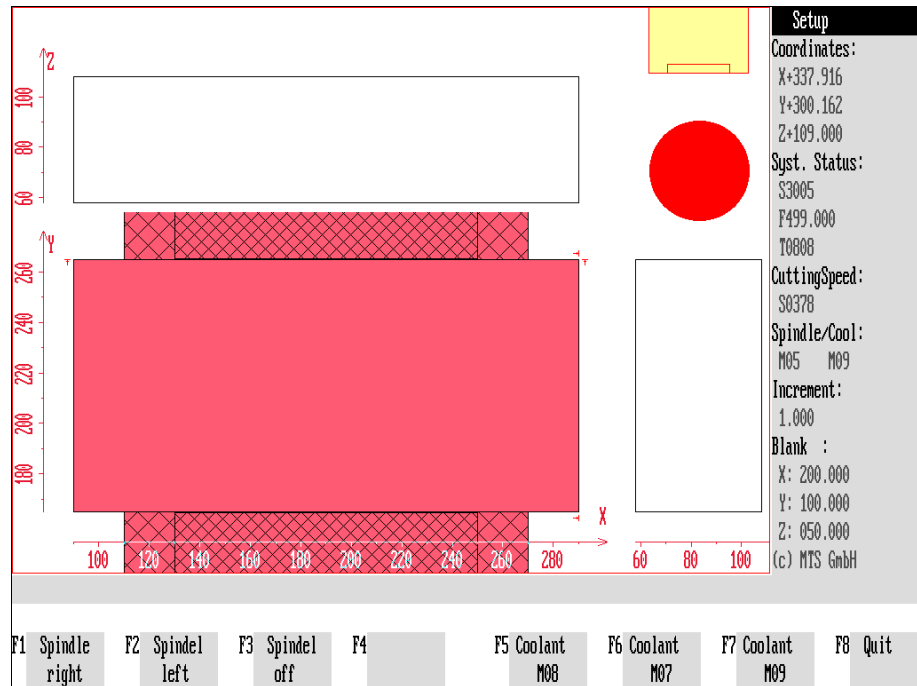 Setup
Coordinates:
X+337.916
Y+300.162
Z+109.000
Syst. Status:
S3005
F499.000
T0808
CuttingSpeed:
S0378
Spindle/Cool:
M05 M09
Increment:
1.000
Blank :
X: 200.000
Y: 100.000
Z: 050.000
(c) MTS GmbH
Z
100
80
60
Y
260
240
220
200
180
X
100 120 140 160 180 200 220 240 260 280
60 80 100
F1 Spindle right
F2 Spindel left
F3 Spindel off
F4
F5 Coolant M08
F6 Coolant M07
F7 Coolant M09
F8 Quit